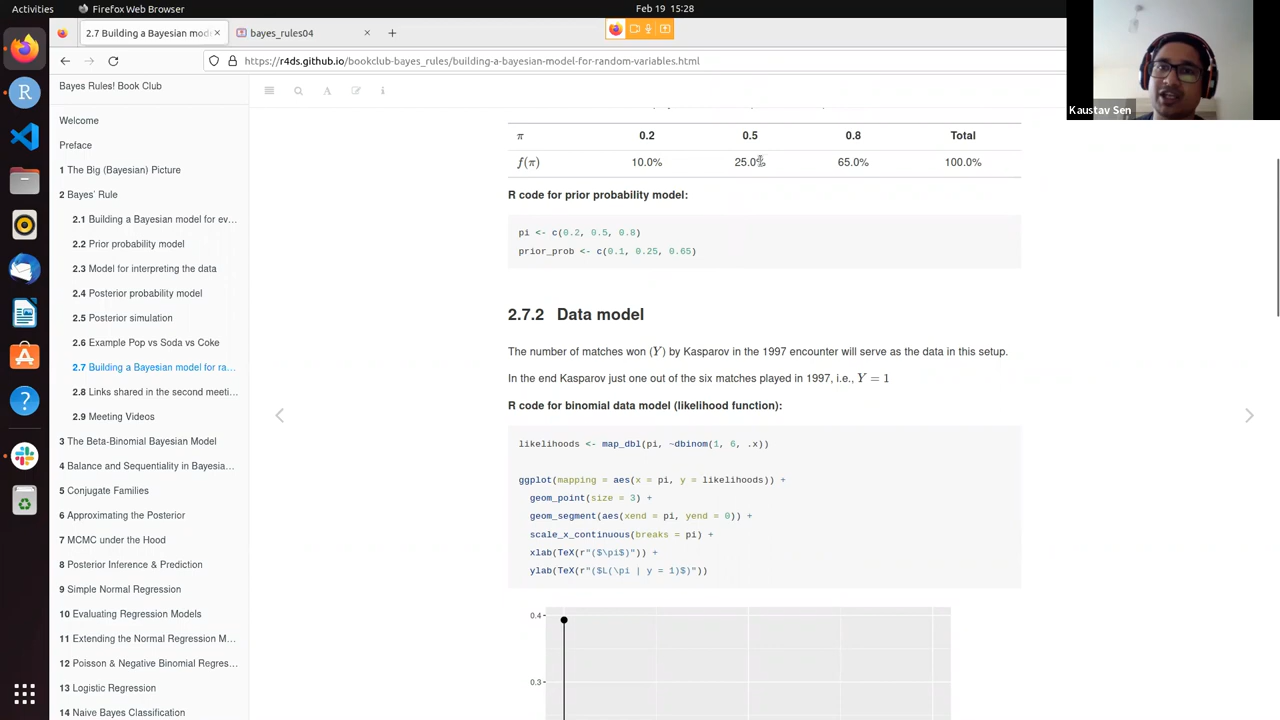 Activities
Firefox Web Browser
Feb 19 15:28
2.7 Building a Bayesian mode
bayes_rules04
https://r4ds.github.io/bookclub-bayes_rules/building-a-bayesian-model-for-random-variables.html
Kaustav Sen
Bayes Rules! Book Club
Welcome
Preface
1 The Big (Bayesian) Picture
2 Bayes' Rule
2.1 Building a Bayesian model for ev…
2.2 Prior probability model
2.3 Model for interpreting the data
2.4 Posterior probability model
2.5 Posterior simulation
2.6 Example Pop vs Soda vs Coke
2.7 Building a Bayesian model for ra…
2.8 Links shared in the second meeti…
2.9 Meeting Videos
3 The Beta-Binomial Bayesian Model
4 Balance and Sequentiality in Bayesia…
5 Conjugate Families
6 Approximating the Posterior
7 MCMC under the Hood
8 Posterior Inference & Prediction
9 Simple Normal Regression
10 Evaluating Regression Models
11 Extending the Normal Regression M…
12 Poisson & Negative Binomial Regres…
13 Logistic Regression
14 Naive Bayes Classification
π 0.2 0.5 0.8 Total
f(π) 10.0% 25.0% 65.0% 100.0%
R code for prior probability model:
pi <- c(0.2, 0.5, 0.8)
prior_prob <- c(0.1, 0.25, 0.65)
2.7.2 Data model
The number of matches won (Y) by Kasparov in the 1997 encounter will serve as the data in this setup.
In the end Kasparov just one out of the six matches played in 1997, i.e., Y = 1
R code for binomial data model (likelihood function):
likelihoods <- map_dbl(pi, ~dbinom(1, 6, .x))
ggplot(mapping = aes(x = pi, y = likelihoods)) +
geom_point(size = 3) +
geom_segment(aes(xend = pi, yend = 0)) +
scale_x_continuous(breaks = pi) +
xlab(TeX(r"($\pi$)")) +
ylab(TeX(r"($L(\pi | y = 1)$)"))
0.4
0.3